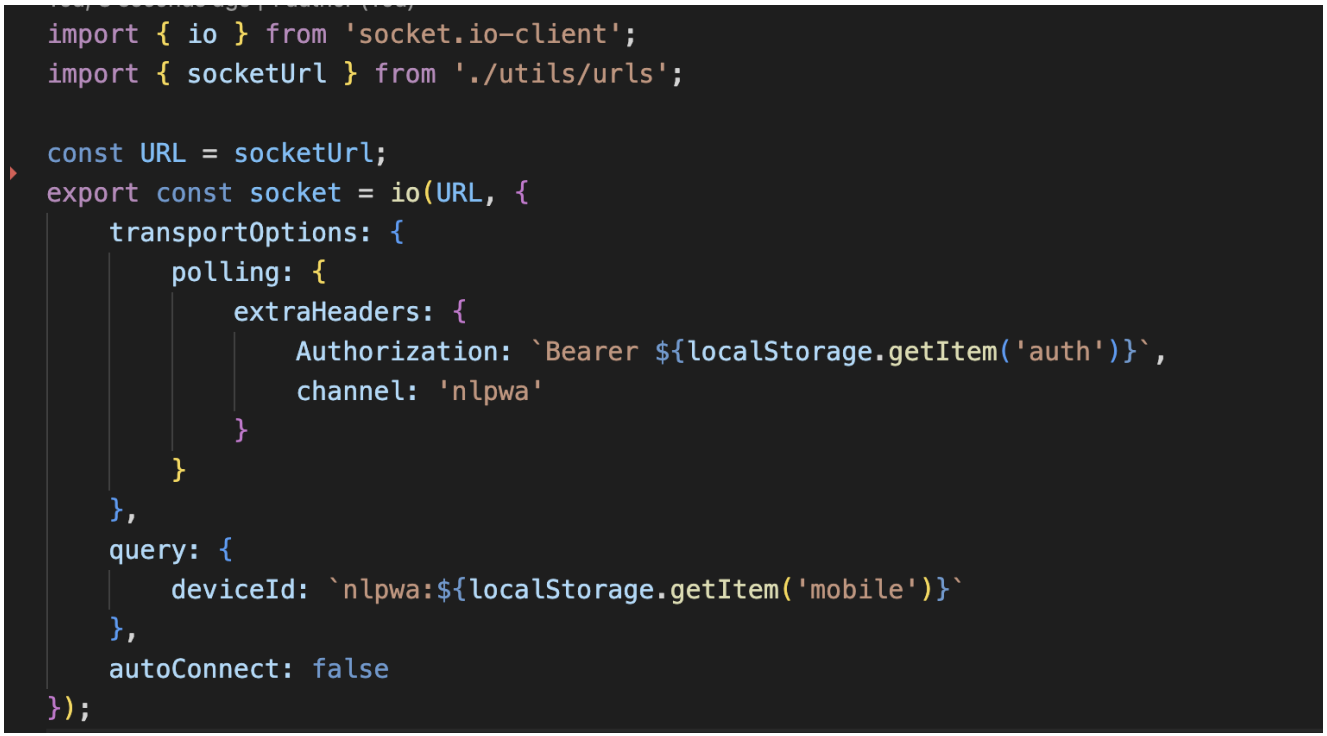 import { io } from 'socket.io-client';
import { socketUrl } from './utils/urls';
const URL = socketUrl;
export const socket = io(URL, {
    transportOptions: {
        polling: {
            extraHeaders: {
                Authorization: `Bearer ${localStorage.getItem('auth')}`,
                channel: 'nlpwa'
            }
        }
    },
    query: {
        deviceId: `nlpwa:${localStorage.getItem('mobile')}`
    },
    autoConnect: false
});